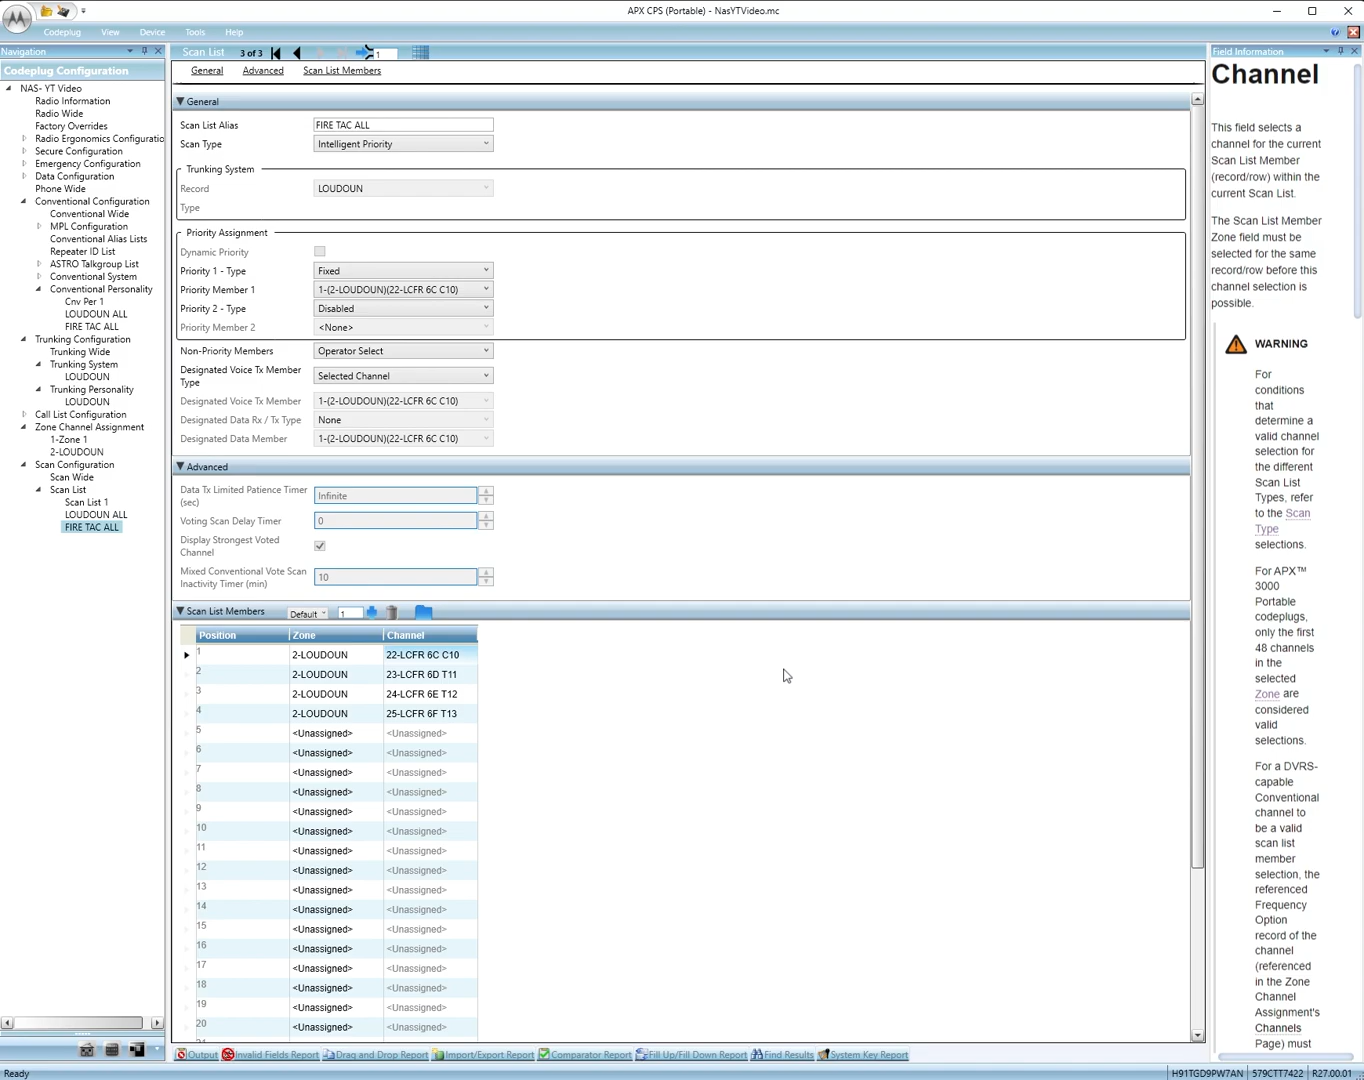 APX CPS (Portable) - NasYTVideo.mc
Codeplug View Device Tools Help
Navigation
Codeplug Configuration
NAS- YT Video
Radio Information
Radio Wide
Factory Overrides
Radio Ergonomics Configuratio
Secure Configuration
Emergency Configuration
Data Configuration
Phone Wide
Conventional Configuration
Conventional Wide
MPL Configuration
Conventional Alias Lists
Repeater ID List
ASTRO Talkgroup List
Conventional System
Conventional Personality
Cnv Per 1
LOUDOUN ALL
FIRE TAC ALL
Trunking Configuration
Trunking Wide
Trunking System
LOUDOUN
Trunking Personality
LOUDOUN
Call List Configuration
Zone Channel Assignment
1-Zone 1
2-LOUDOUN
Scan Configuration
Scan Wide
Scan List
Scan List 1
LOUDOUN ALL
FIRE TAC ALL
Scan List 3 of 3 1
General Advanced Scan List Members
General
Scan List Alias FIRE TAC ALL
Scan Type Intelligent Priority
Trunking System
Record LOUDOUN
Type
Priority Assignment
Dynamic Priority
Priority 1 - Type Fixed
Priority Member 1 1-(2-LOUDOUN)(22-LCFR 6C C10)
Priority 2 - Type Disabled
Priority Member 2 <None>
Non-Priority Members Operator Select
Designated Voice Tx Member
Type Selected Channel
Designated Voice Tx Member 1-(2-LOUDOUN)(22-LCFR 6C C10)
Designated Data Rx / Tx Type None
Designated Data Member 1-(2-LOUDOUN)(22-LCFR 6C C10)
Advanced
Data Tx Limited Patience Timer
(sec) Infinite
Voting Scan Delay Timer 0
Display Strongest Voted
Channel
Mixed Conventional Vote Scan
Inactivity Timer (min) 10
Scan List Members Default 1
Position Zone Channel
1 2-LOUDOUN 22-LCFR 6C C10
2 2-LOUDOUN 23-LCFR 6D T11
3 2-LOUDOUN 24-LCFR 6E T12
4 2-LOUDOUN 25-LCFR 6F T13
5 <Unassigned> <Unassigned>
6 <Unassigned> <Unassigned>
7 <Unassigned> <Unassigned>
8 <Unassigned> <Unassigned>
9 <Unassigned> <Unassigned>
10 <Unassigned> <Unassigned>
11 <Unassigned> <Unassigned>
12 <Unassigned> <Unassigned>
13 <Unassigned> <Unassigned>
14 <Unassigned> <Unassigned>
15 <Unassigned> <Unassigned>
16 <Unassigned> <Unassigned>
17 <Unassigned> <Unassigned>
18 <Unassigned> <Unassigned>
19 <Unassigned> <Unassigned>
20 <Unassigned> <Unassigned>
Output Invalid Fields Report Drag and Drop Report Import/Export Report Comparator Report Fill Up/Fill Down Report Find Results System Key Report
Field Information
Channel
This field selects a
channel for the current
Scan List Member
(record/row) within the
current Scan List.
The Scan List Member
Zone field must be
selected for the same
record/row before this
channel selection is
possible.
WARNING
For
conditions
that
determine a
valid channel
selection for
the different
Scan List
Types, refer
to the Scan
Type
selections.
For APX™
3000
Portable
codeplugs,
only the first
48 channels
in the
selected
Zone are
considered
valid
selections.
For a DVRS-
capable
Conventional
channel to
be a valid
scan list
member
selection, the
referenced
Frequency
Option
record of the
channel
(referenced
in the Zone
Channel
Assignment's
Channels
Page) must
Ready H91TGD9PW7AN 579CTT7422 R27.00.01